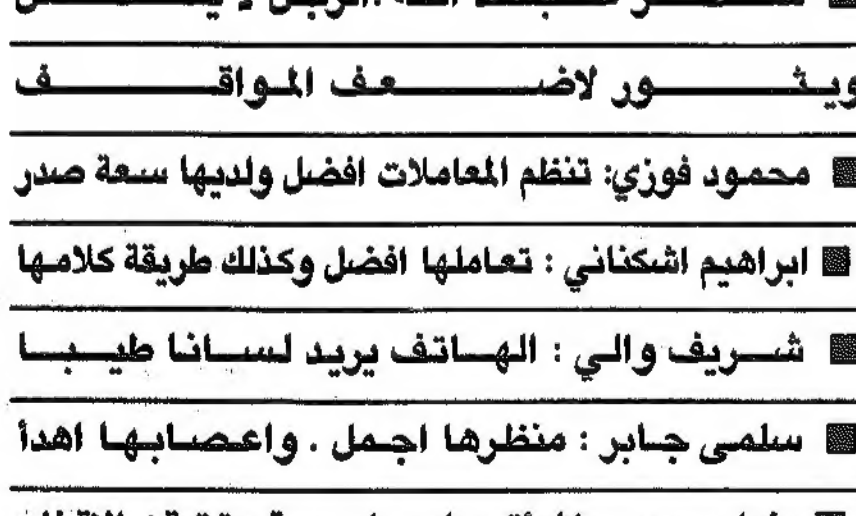 ويثور لاضعف المواقف
محمود فوزي: تنظم المعاملات افضل ولديها سعة صدر
ابراهيم اشكناني : تعاملها افضل وكذلك طريقة كلامها
شريف والي : الهاتف يريد لسانا طيبا
سلمى جابر : منظرها اجمل . واعصابها اهدأ